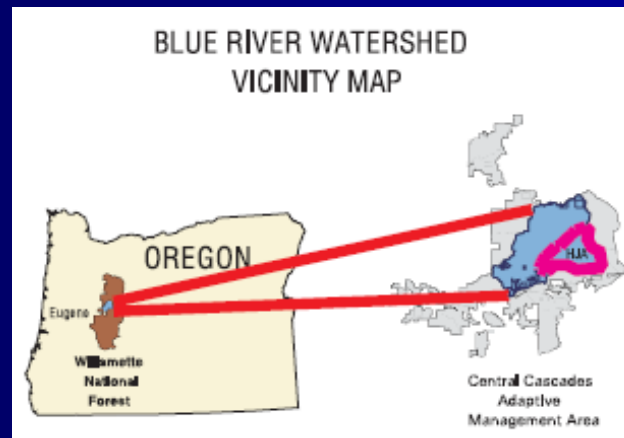 BLUE RIVER WATERSHED
VICINITY MAP
OREGON
Eugene
Willamette
National
Forest
HJA
Central Cascades
Adaptive
Management Area